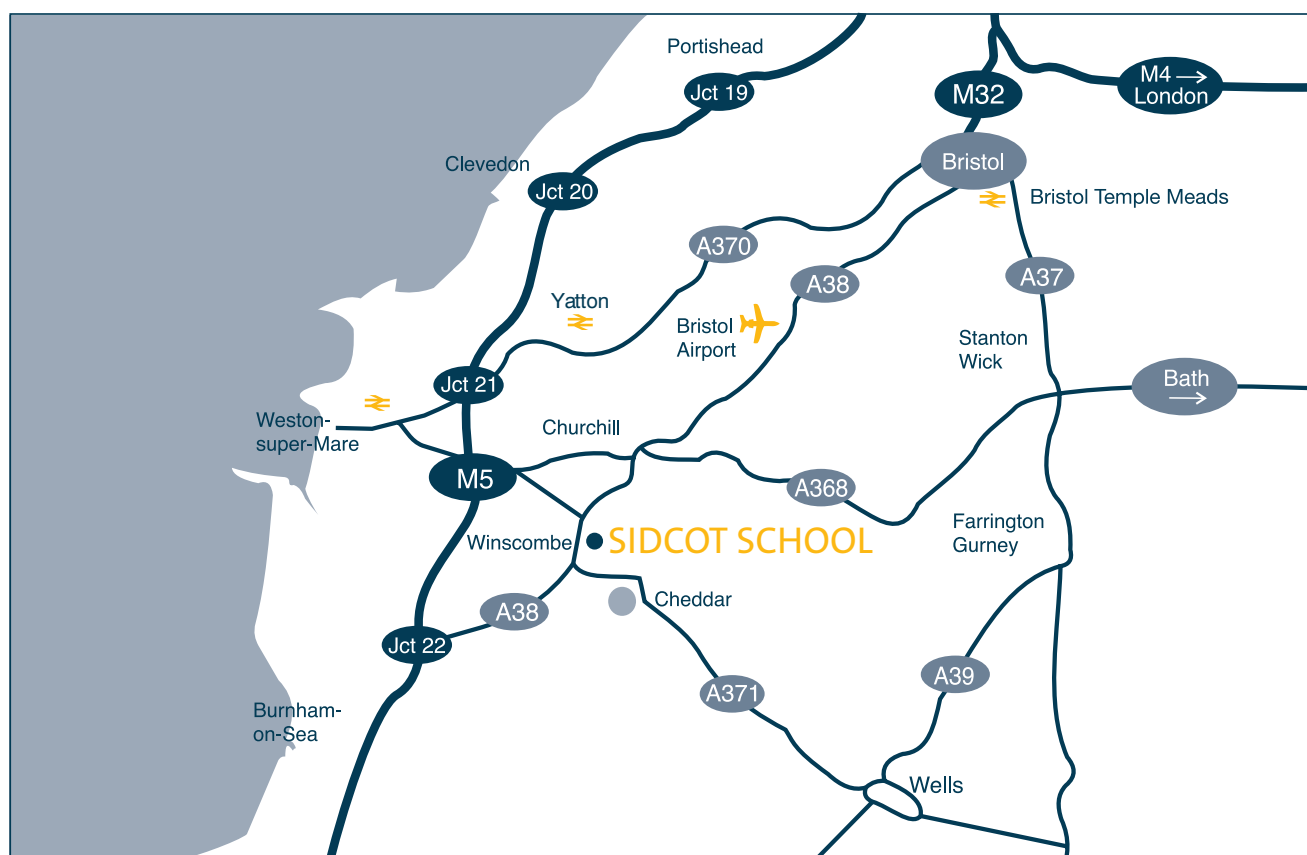 Portishead
Jct 19
M32
M4 →
London
Clevedon
Jct 20
Bristol
Bristol Temple Meads
A370
A38
A37
Yatton
Bristol
Airport
Stanton
Wick
Jct 21
Bath
→
Weston-
super-Mare
Churchill
M5
A368
Winscombe
SIDCOT SCHOOL
Farrington
Gurney
A38
Cheddar
Jct 22
A371
A39
Burnham-
on-Sea
Wells